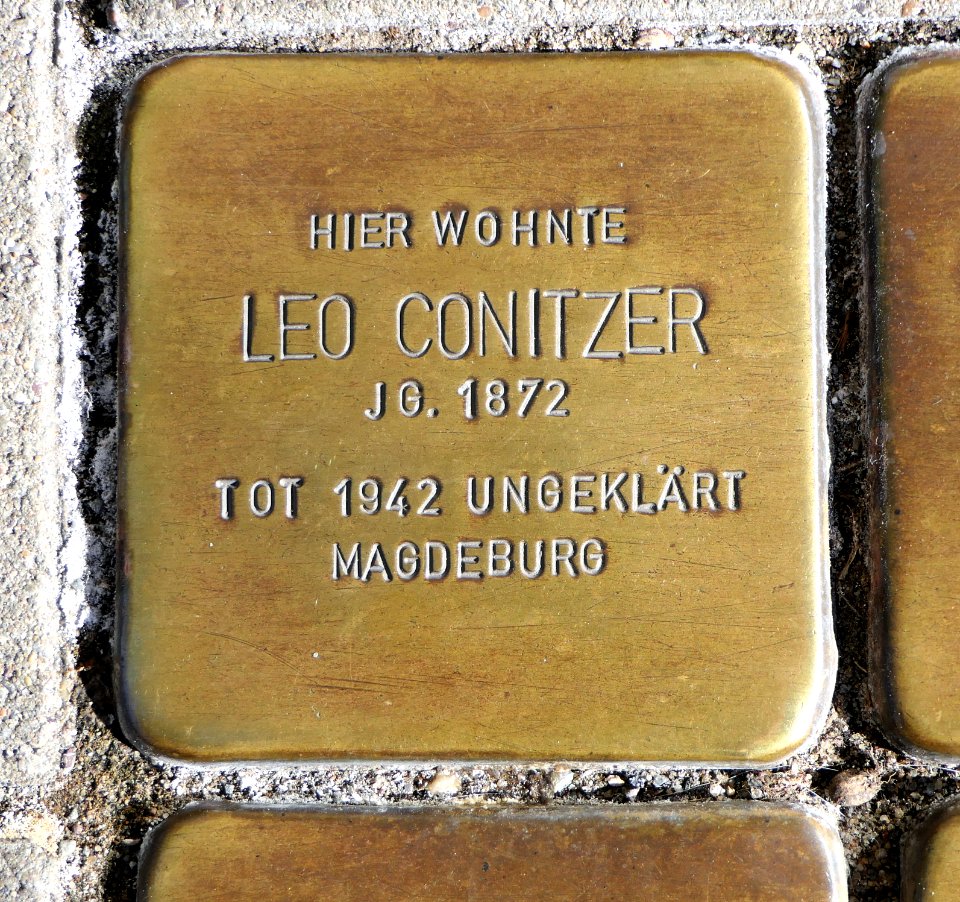 HIER WOHNTE
LEO CONITZER
JG. 1872
TOT 1942 UNGEKLÄRT
MAGDEBURG